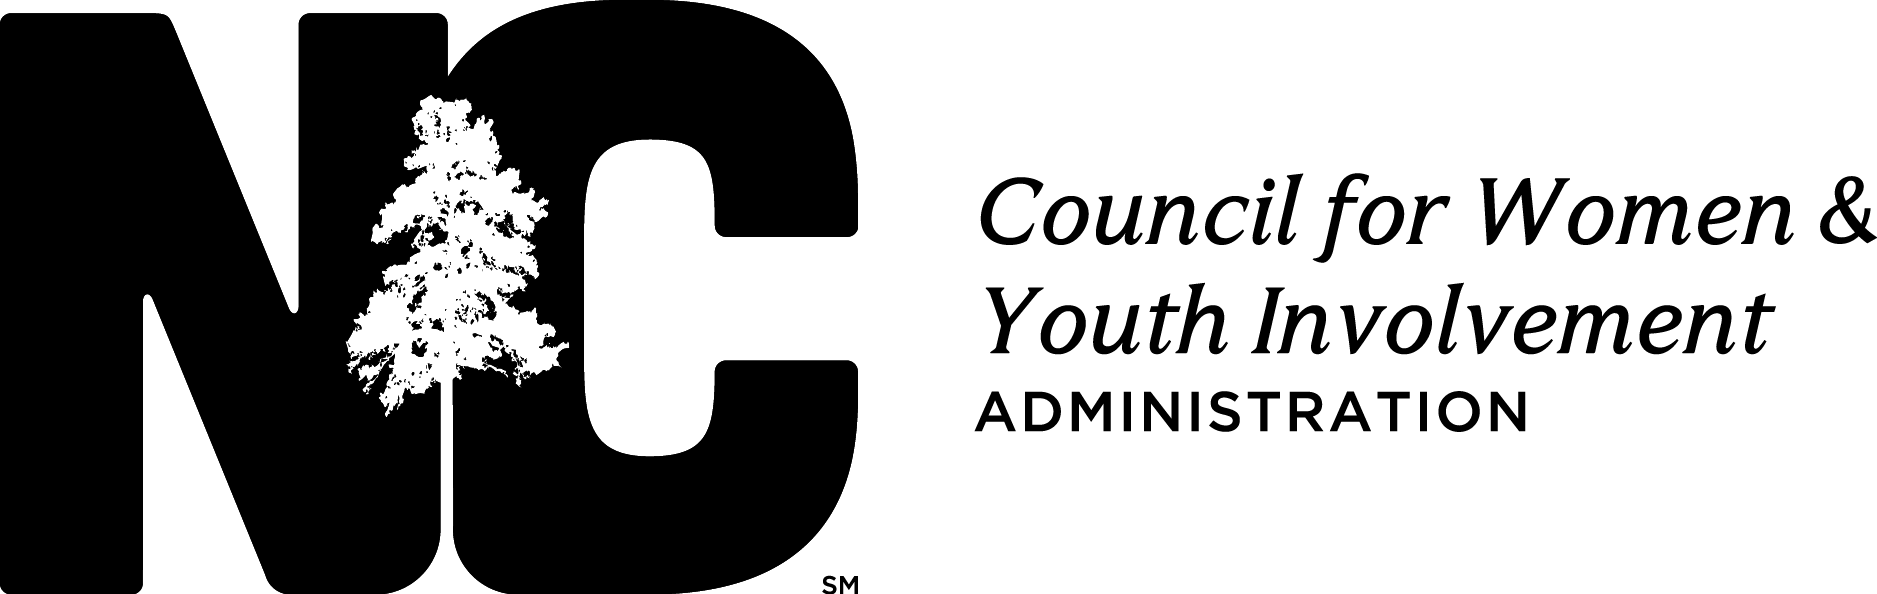 NC
SM
Council for Women &
Youth Involvement
ADMINISTRATION